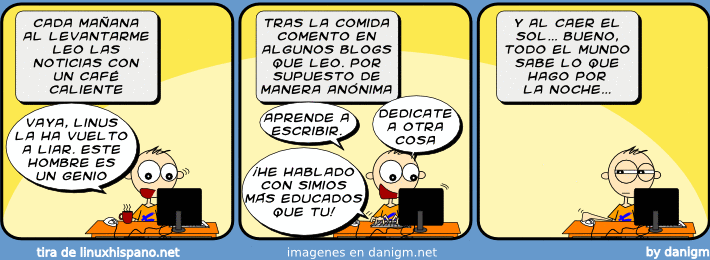 CADA MAÑANA
AL LEVANTARME
LEO LAS
NOTICIAS CON
UN CAFÉ
CALIENTE
VAYA, LINUS
LA HA VUELTO
A LIAR. ESTE
HOMBRE ES
UN GENIO
TRAS LA COMIDA
COMENTO EN
ALGUNOS BLOGS
QUE LEO. POR
SUPUESTO DE
MANERA ANÓNIMA
APRENDE A
ESCRIBIR.
DEDICATE
A OTRA
COSA
¡HE HABLADO
CON SIMIOS
MÁS EDUCADOS
QUE TU!
Y AL CAER EL
SOL... BUENO,
TODO EL MUNDO
SABE LO QUE
HAGO POR
LA NOCHE...
tira de linuxhispano.net
imagenes en danigm.net
by danigm